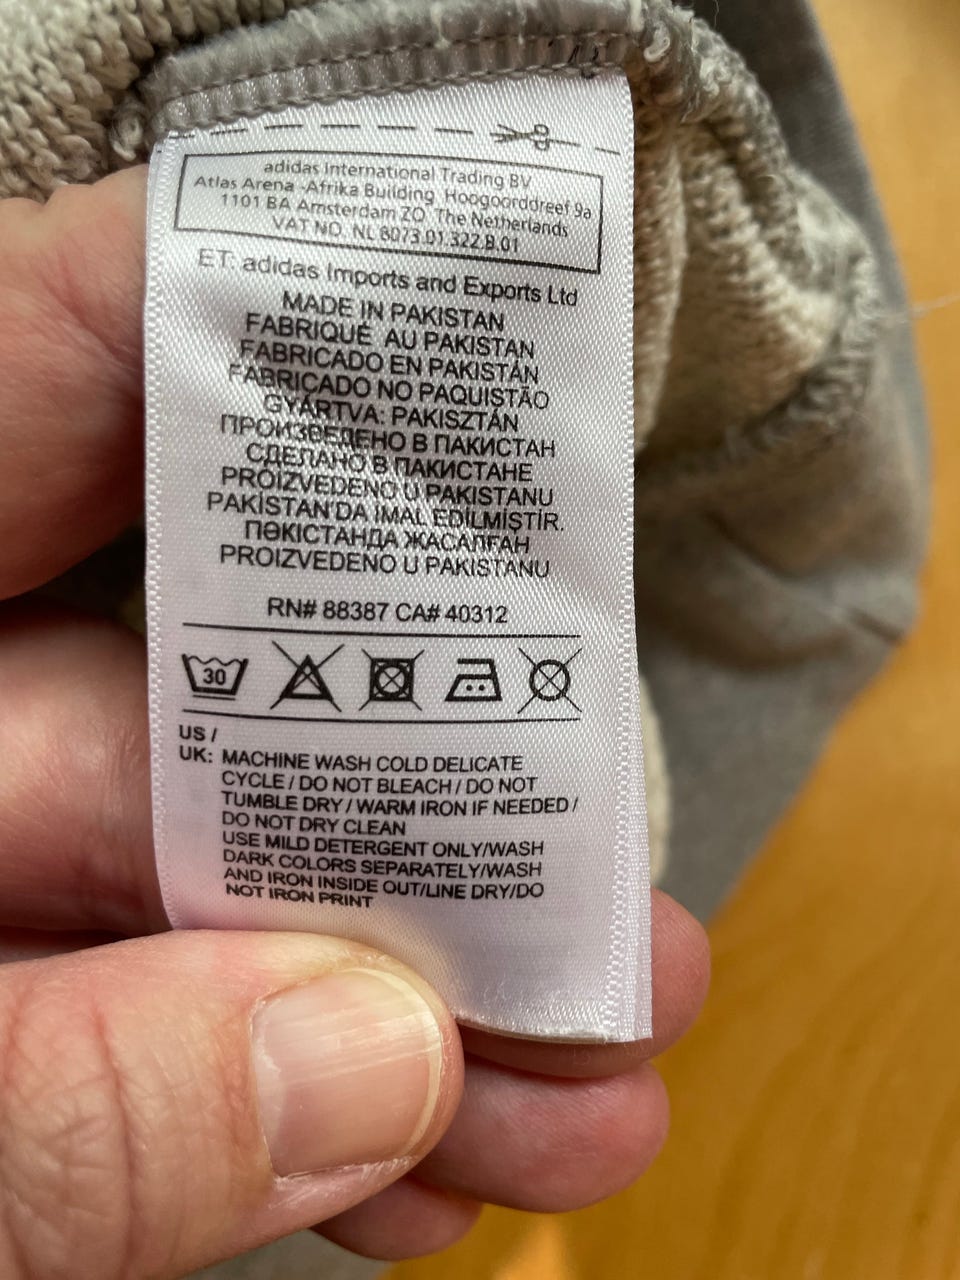 adidas International Trading BV
Atlas Arena -Afrika Building Hoogoorddreef 9a
1101 BA Amsterdam ZO The Netherlands
VAT NO. NL 8073.01.322.B.01
ET: adidas Imports and Exports Ltd
MADE IN PAKISTAN
FABRIQUÉ AU PAKISTAN
FABRICADO EN PAKISTÁN
FABRICADO NO PAQUISTÃO
GYÁRTVA: PAKISZTÁN
ПРОИЗВЕДЕНО В ПАКИСТАН
СДЕЛАНО В ПАКИСТАНЕ
PROIZVEDENO U PAKISTANU
PAKİSTAN'DA İMAL EDİLMİŞTİR.
ПӘКІСТАНДА ЖАСАЛҒАН
PROIZVEDENO U PAKISTANU
RN# 88387 CA# 40312
30
US /
UK: MACHINE WASH COLD DELICATE
CYCLE / DO NOT BLEACH / DO NOT
TUMBLE DRY / WARM IRON IF NEEDED /
DO NOT DRY CLEAN
USE MILD DETERGENT ONLY/WASH
DARK COLORS SEPARATELY/WASH
AND IRON INSIDE OUT/LINE DRY/DO
NOT IRON PRINT